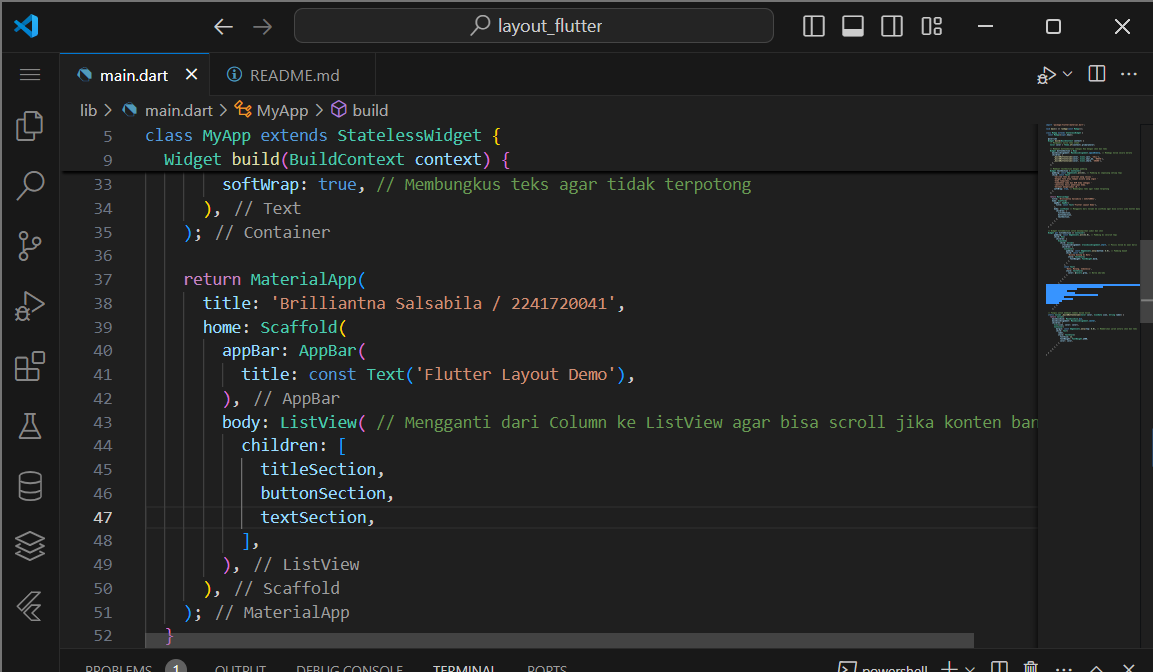 layout_flutter
main.dart
README.md
lib > main.dart > MyApp > build
5 class MyApp extends StatelessWidget {
9 Widget build(BuildContext context) {
33 softWrap: true, // Membungkus teks agar tidak terpotong
34 ), // Text
35 ); // Container
36
37 return MaterialApp(
38 title: 'Brilliantna Salsabila / 2241720041',
39 home: Scaffold(
40 appBar: AppBar(
41 title: const Text('Flutter Layout Demo'),
42 ), // AppBar
43 body: ListView( // Mengganti dari Column ke ListView agar bisa scroll jika konten ban
44 children: [
45 titleSection,
46 buttonSection,
47 textSection,
48 ],
49 ), // ListView
50 ), // Scaffold
51 ); // MaterialApp
52 }
PROBLEMS 1 OUTPUT DEBUG CONSOLE TERMINAL PORTS powershell